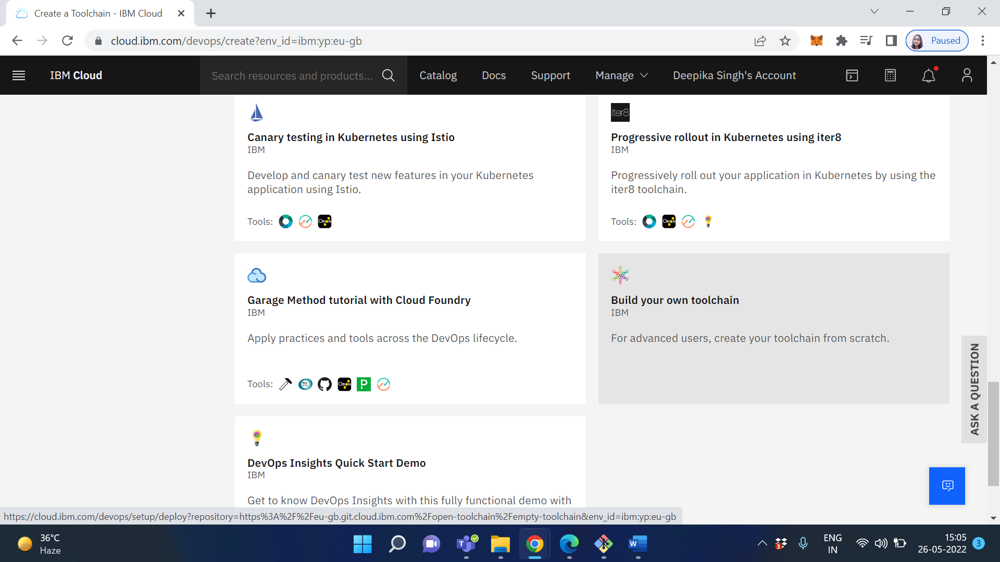 Create a Toolchain - IBM Cloud
cloud.ibm.com/devops/create?env_id=ibm:yp:eu-gb
Paused
IBM Cloud
Search resources and products...
Catalog
Docs
Support
Manage
Deepika Singh's Account
iter8
Canary testing in Kubernetes using Istio
IBM
Develop and canary test new features in your Kubernetes
application using Istio.
Tools:
ORION
Progressive rollout in Kubernetes using iter8
IBM
Progressively roll out your application in Kubernetes by using the
iter8 toolchain.
Tools:
ORION
Garage Method tutorial with Cloud Foundry
IBM
Apply practices and tools across the DevOps lifecycle.
Tools:
ORION
P
Build your own toolchain
IBM
For advanced users, create your toolchain from scratch.
ASK A QUESTION
DevOps Insights Quick Start Demo
IBM
Get to know DevOps Insights with this fully functional demo with
https://cloud.ibm.com/devops/setup/deploy?repository=https%3A%2F%2Feu-gb.git.cloud.ibm.com%2Fopen-toolchain%2Fempty-toolchain&env_id=ibm:yp:eu-gb
36°C
Haze
T
W
3
ENG
IN
15:05
26-05-2022
3